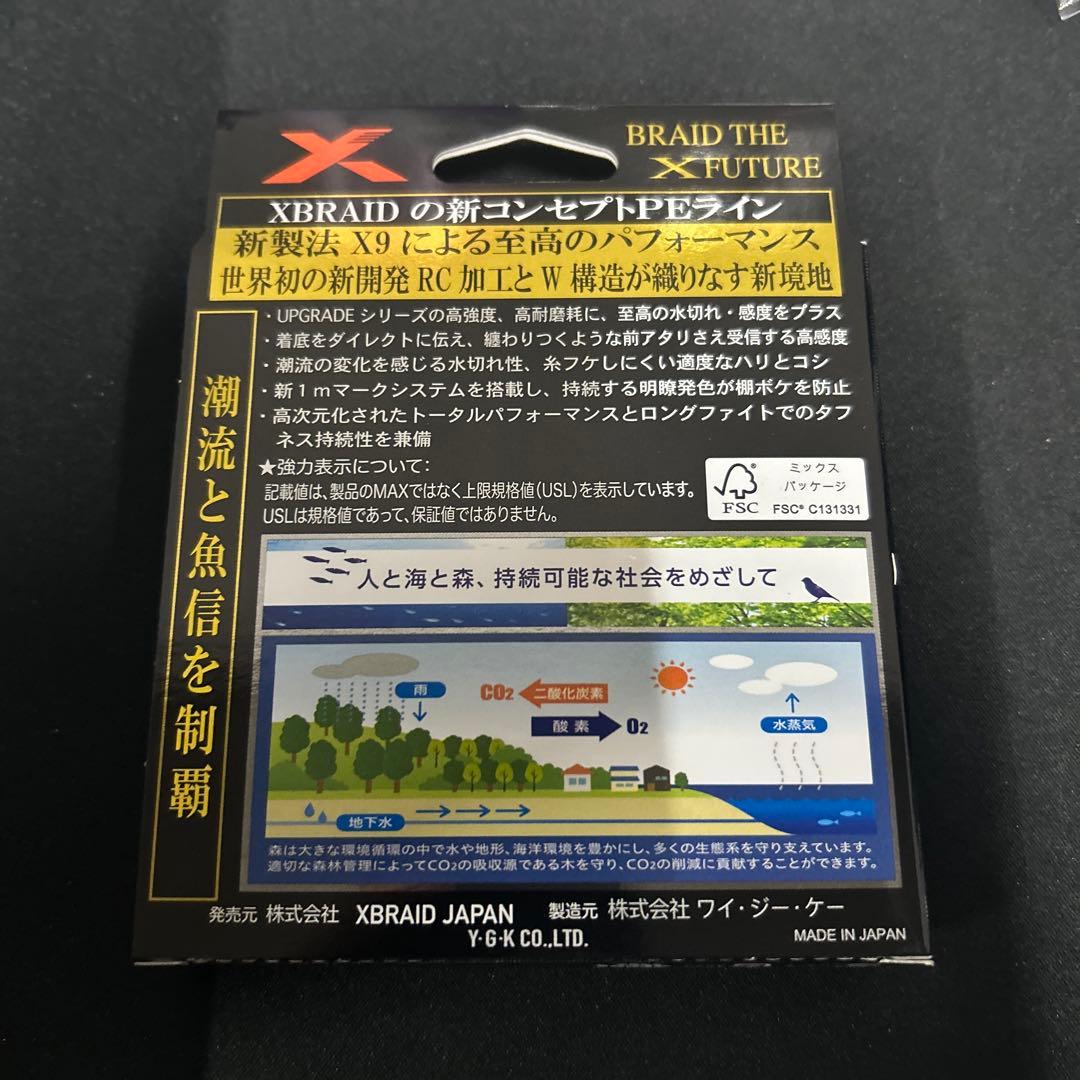 BRAID THE
X FUTURE
XBRAID の新コンセプトPEライン
新製法 X9 による至高のパフォーマンス
世界初の新開発 RC 加工と W 構造が織りなす新境地
潮流と魚信を制覇
・UPGRADE シリーズの高強度、高耐磨耗に、至高の水切れ・感度をプラス
・着底をダイレクトに伝え、纏わりつくような前アタリさえ受信する高感度
・潮流の変化を感じる水切れ性、糸フケしにくい適度なハリとコシ
・新1mマークシステムを搭載し、持続する明瞭発色が棚ボケを防止
・高次元化されたトータルパフォーマンスとロングファイトでのタフ
ネス持続性を兼備
★強力表示について：
記載値は、製品のMAXではなく上限規格値（USL）を表示しています。
USLは規格値であって、保証値ではありません。
FSC
ミックス
パッケージ
FSC® C131331
人と海と森、持続可能な社会をめざして
雨
CO2 二酸化炭素
酸素 O2
水蒸気
地下水
森は大きな環境循環の中で水や地形、海洋環境を豊かにし、多くの生態系を守り支えています。
適切な森林管理によってCO2の吸収源である木を守り、CO2の削減に貢献することができます。
発売元 株式会社 XBRAID JAPAN 製造元 株式会社 ワイ・ジー・ケー
Y·G·K CO.,LTD.
MADE IN JAPAN